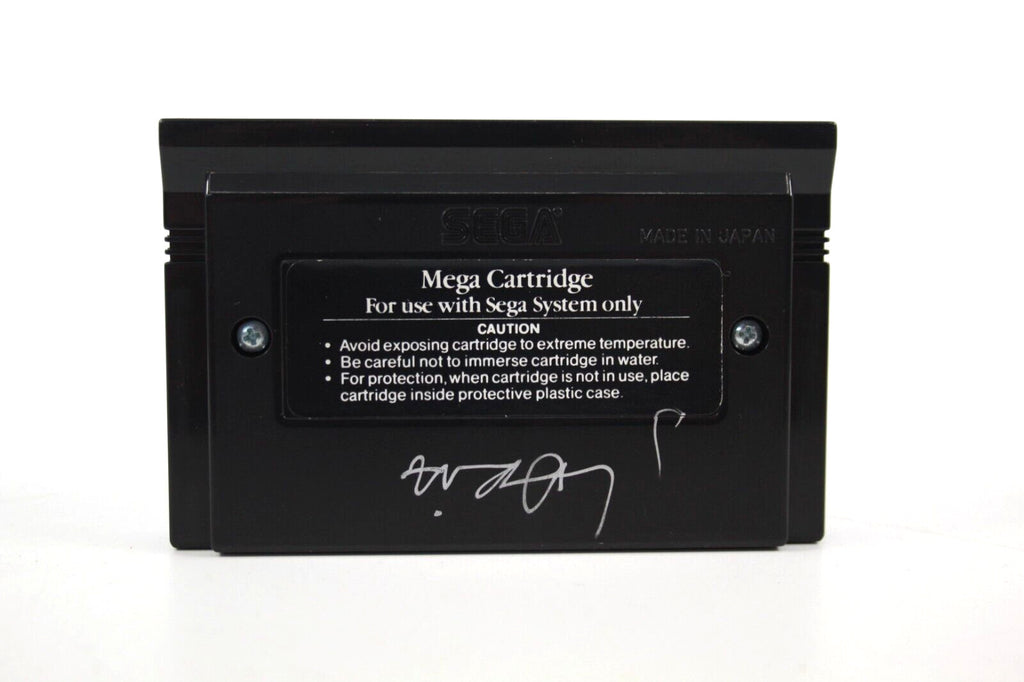 SEGA
MADE IN JAPAN
Mega Cartridge
For use with Sega System only
CAUTION
• Avoid exposing cartridge to extreme temperature.
• Be careful not to immerse cartridge in water.
• For protection, when cartridge is not in use, place
cartridge inside protective plastic case.